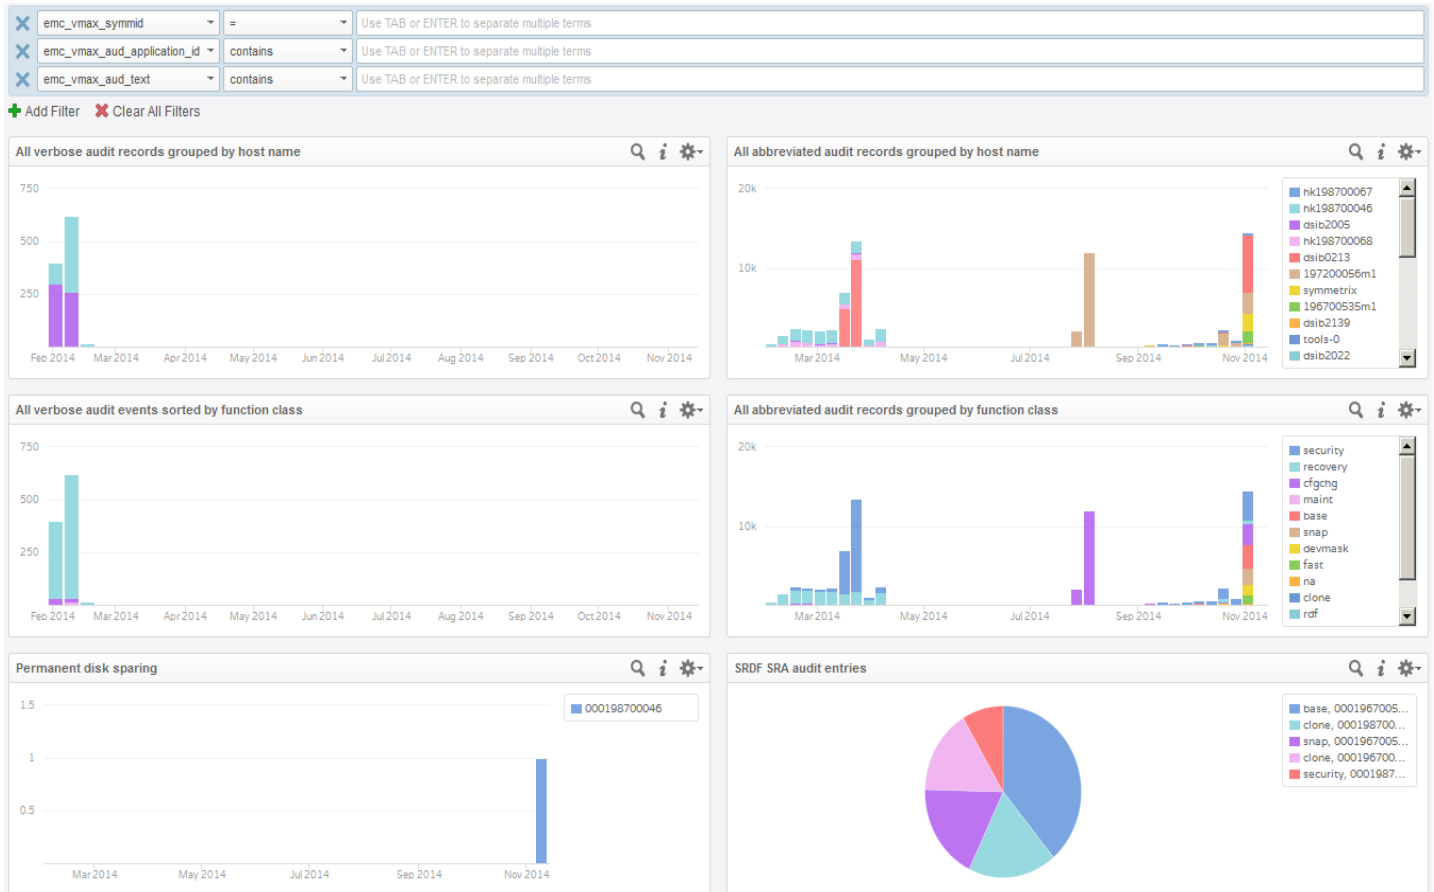 emc_vmax_symmid = Use TAB or ENTER to separate multiple terms
emc_vmax_aud_application_id contains Use TAB or ENTER to separate multiple terms
emc_vmax_aud_text contains Use TAB or ENTER to separate multiple terms
Add Filter Clear All Filters
All verbose audit records grouped by host name
750
500
250
Feb 2014 Mar 2014 Apr 2014 May 2014 Jun 2014 Jul 2014 Aug 2014 Sep 2014 Oct 2014 Nov 2014
All abbreviated audit records grouped by host name
20k
10k
Mar 2014 May 2014 Jul 2014 Sep 2014 Nov 2014
hk198700067
hk198700046
dsib2005
hk198700068
dsib0213
197200056m1
symmetrix
196700535m1
dsib2139
tools-0
dsib2022
All verbose audit events sorted by function class
750
500
250
Feb 2014 Mar 2014 Apr 2014 May 2014 Jun 2014 Jul 2014 Aug 2014 Sep 2014 Oct 2014 Nov 2014
All abbreviated audit records grouped by function class
20k
10k
Mar 2014 May 2014 Jul 2014 Sep 2014 Nov 2014
security
recovery
cfgchg
maint
base
snap
devmask
fast
na
clone
rdf
Permanent disk sparing
1.5
1
0.5
Mar 2014 May 2014 Jul 2014 Sep 2014 Nov 2014
000198700046
SRDF SRA audit entries
base, 0001967005...
clone, 000198700...
snap, 0001967005...
clone, 000196700...
security, 0001987...